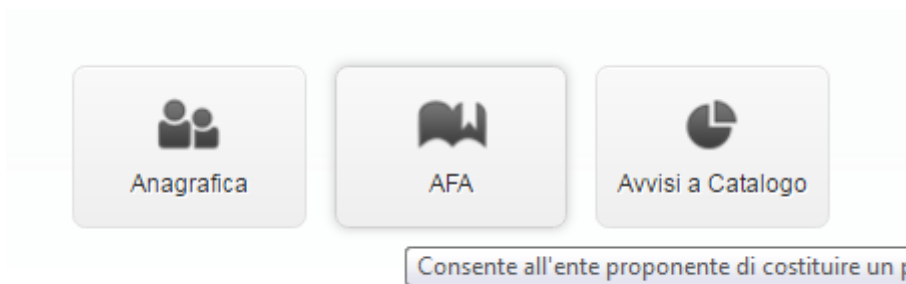 Anagrafica
AFA
Avvisi a Catalogo
Consente all'ente proponente di costituire un